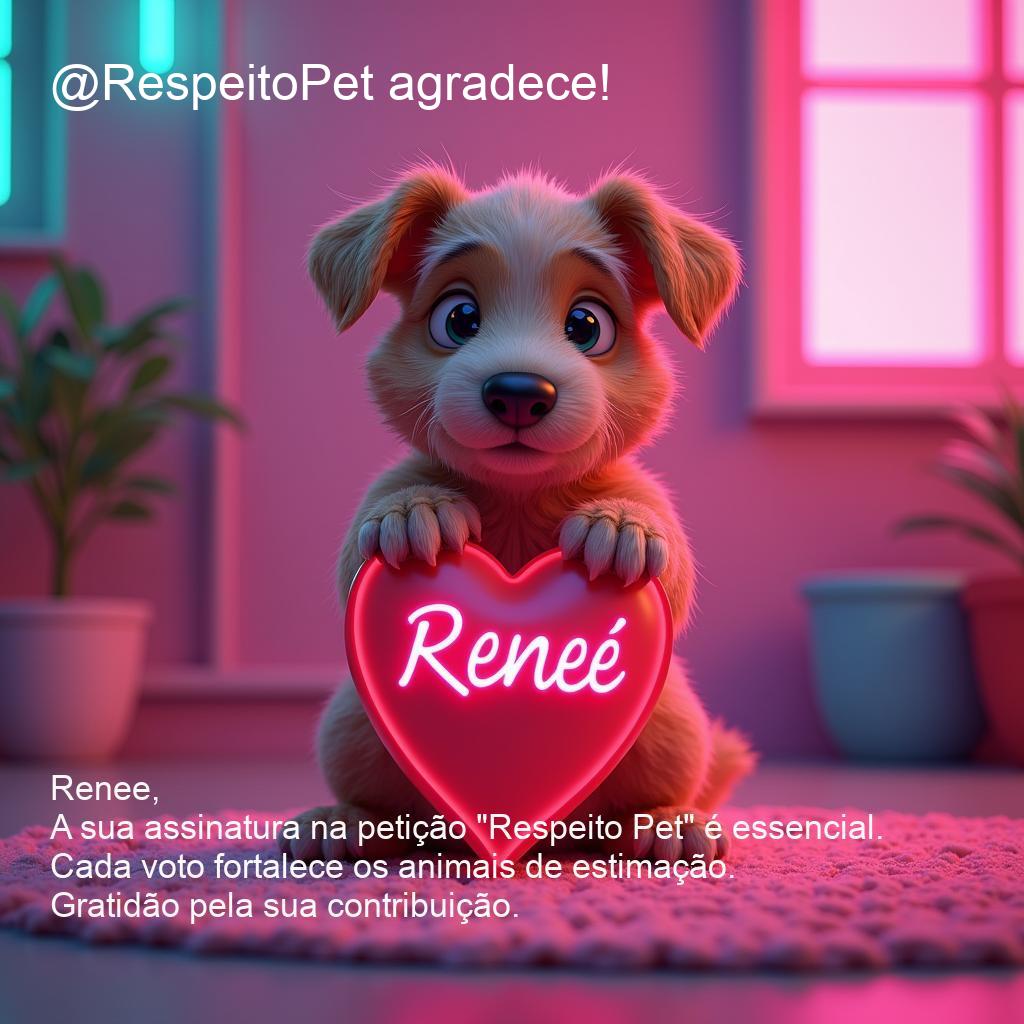 @RespeitoPet agradece!
Reneé
Renee,
A sua assinatura na petição "Respeito Pet" é essencial.
Cada voto fortalece os animais de estimação.
Gratidão pela sua contribuição.